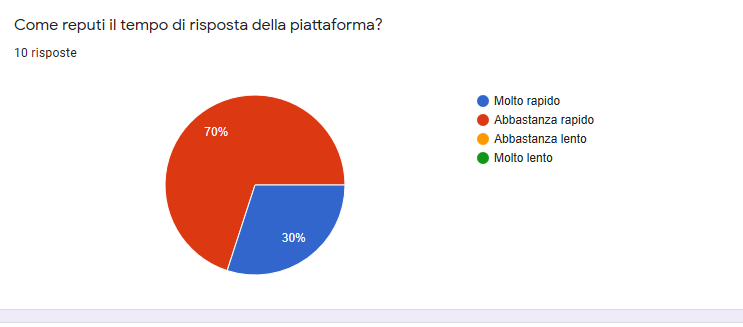 Come reputi il tempo di risposta della piattaforma?
10 risposte
70%
30%
Molto rapido
Abbastanza rapido
Abbastanza lento
Molto lento